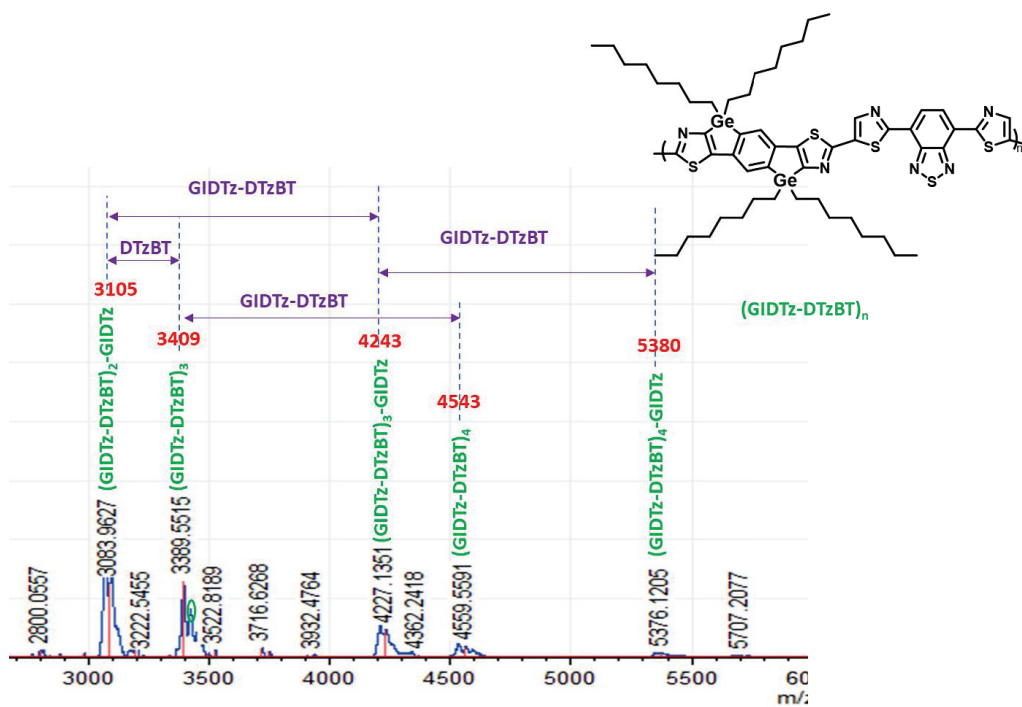 Ge
N
S
S
N
Ge
N
S
N
S
N
N
S
n
GIDTz-DTzBT
DTzBT
GIDTz-DTzBT
GIDTz-DTzBT
3105
3409
4243
4543
5380
(GIDTz-DTzBT)n
(GIDTz-DTzBT)2-GIDTz
(GIDTz-DTzBT)3
(GIDTz-DTzBT)3-GIDTz
(GIDTz-DTzBT)4
(GIDTz-DTzBT)4-GIDTz
2800.0557
3083.9627
3222.5455
3389.5515
3522.8189
3716.6268
3932.4764
4227.1351
4362.2418
4559.5591
5376.1205
5707.2077
3000 3500 4000 4500 5000 5500 60
m/z